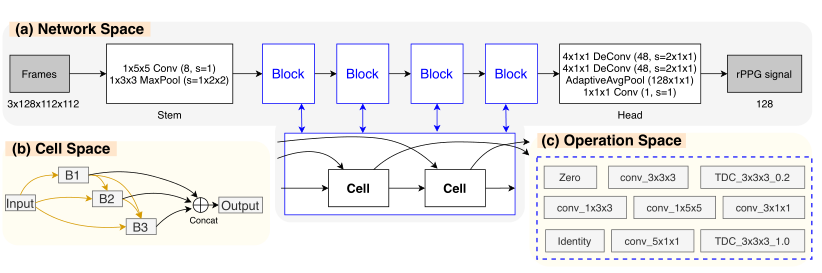 (a) Network Space
Frames
3x128x112x112
1x5x5 Conv (8, s=1)
1x3x3 MaxPool (s=1x2x2)
Stem
Block
Block
Block
Block
4x1x1 DeConv (48, s=2x1x1)
4x1x1 DeConv (48, s=2x1x1)
AdaptiveAvgPool (128x1x1)
1x1x1 Conv (1, s=1)
Head
rPPG signal
128
(b) Cell Space
Input
B1
B2
B3
Concat
Output
Cell
Cell
(c) Operation Space
Zero
conv_3x3x3
TDC_3x3x3_0.2
conv_1x3x3
conv_1x5x5
conv_3x1x1
Identity
conv_5x1x1
TDC_3x3x3_1.0